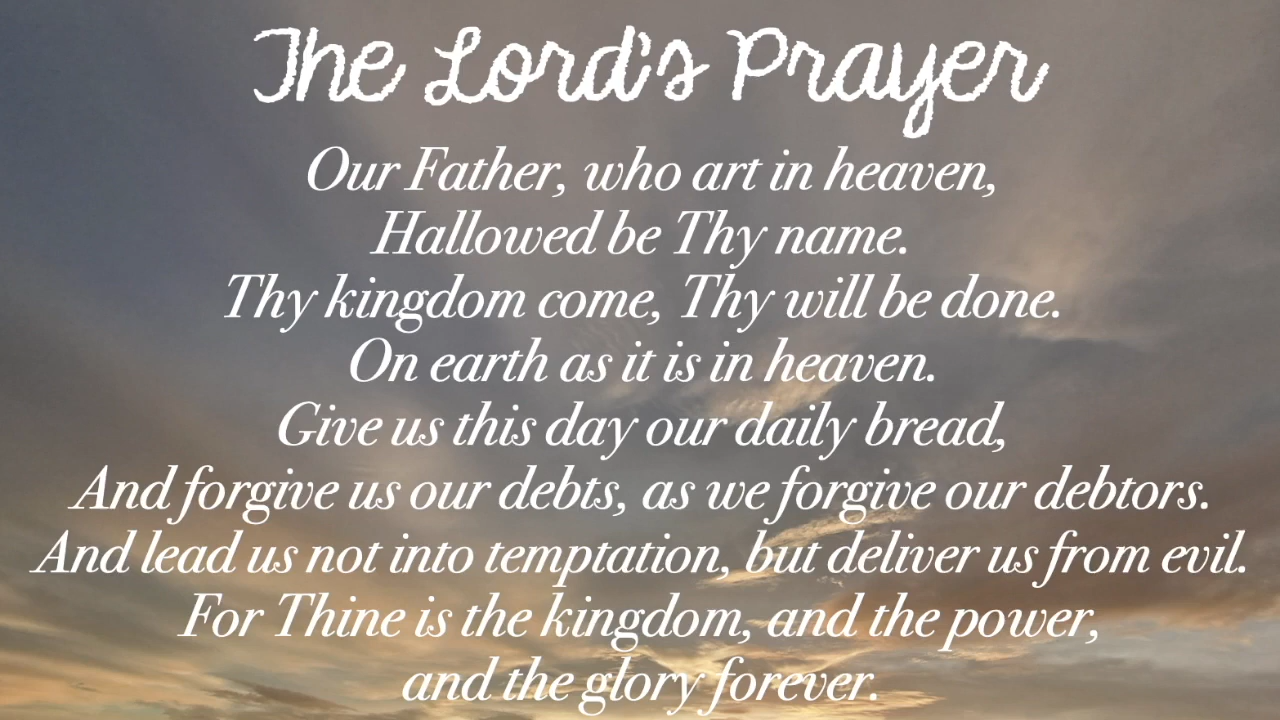 The Lord's Prayer
Our Father, who art in heaven,
Hallowed be Thy name.
Thy kingdom come, Thy will be done.
On earth as it is in heaven.
Give us this day our daily bread,
And forgive us our debts, as we forgive our debtors.
And lead us not into temptation, but deliver us from evil.
For Thine is the kingdom, and the power,
and the glory forever.